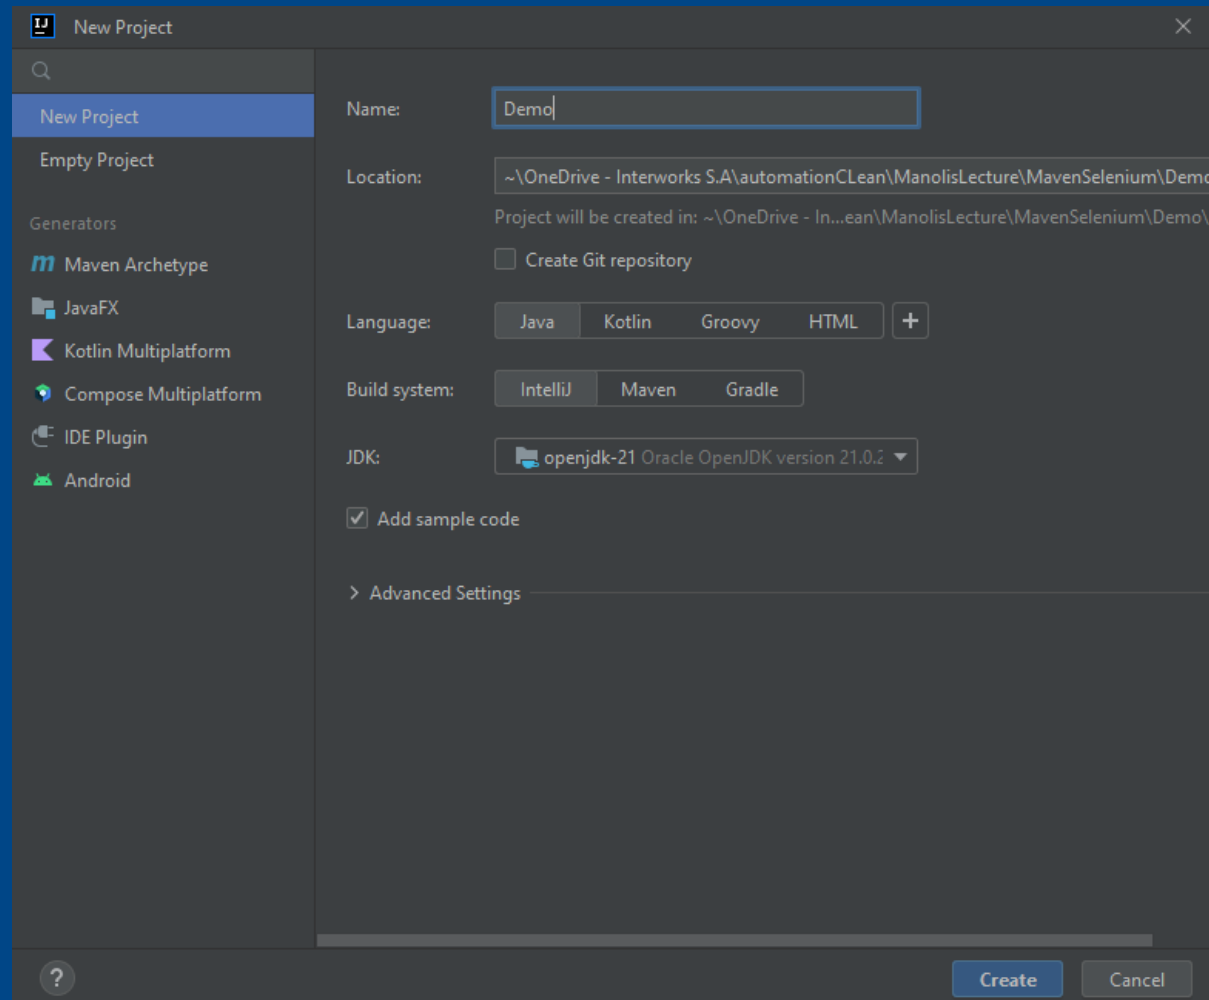 IJ
New Project
New Project
Empty Project
Generators
m Maven Archetype
JavaFX
Kotlin Multiplatform
Compose Multiplatform
IDE Plugin
Android
?
Name: Demo
Location: ~\OneDrive - Interworks S.A\automationCLean\ManolisLecture\MavenSelenium\Demo
Project will be created in: ~\OneDrive - In...ean\ManolisLecture\MavenSelenium\Demo\
Create Git repository
Language: Java Kotlin Groovy HTML +
Build system: IntelliJ Maven Gradle
JDK: openjdk-21 Oracle OpenJDK version 21.0.2
Add sample code
Advanced Settings
Create Cancel